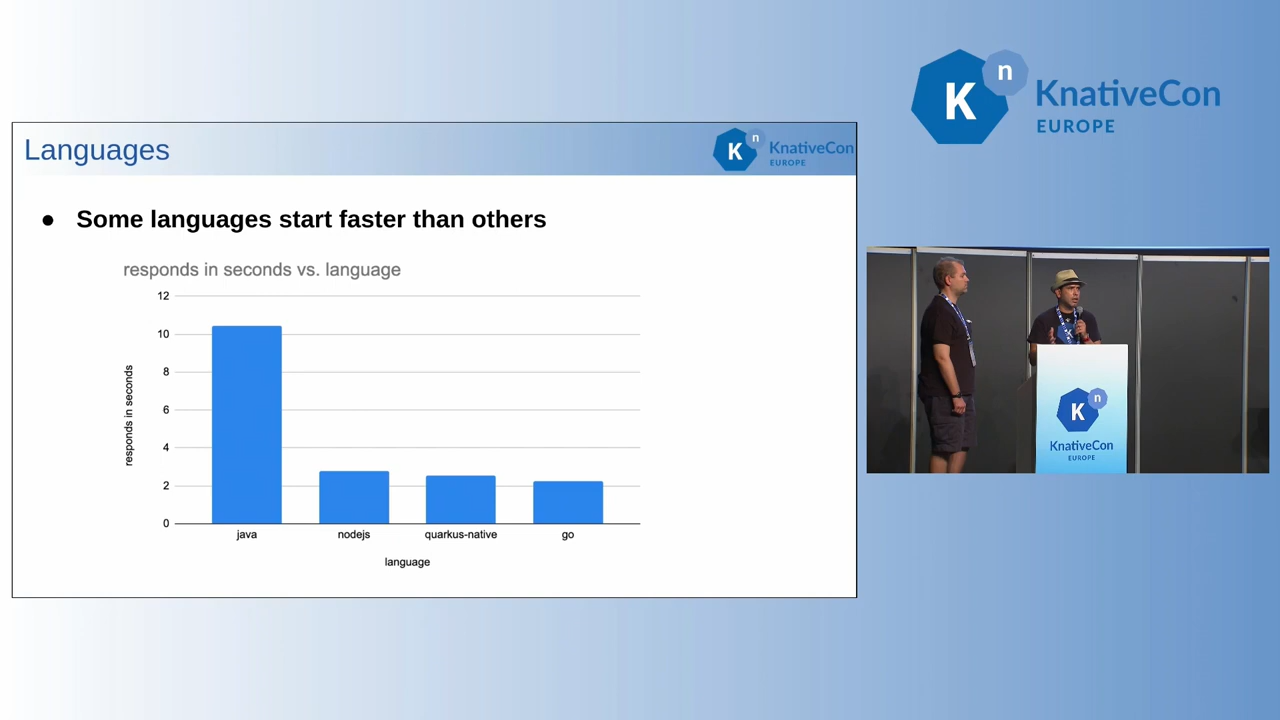 Languages
K n KnativeCon
EUROPE
● Some languages start faster than others
responds in seconds vs. language
12
10
8
6
4
2
0
responds in seconds
java nodejs quarkus-native go
language
K n KnativeCon
EUROPE
K n
KnativeCon
EUROPE